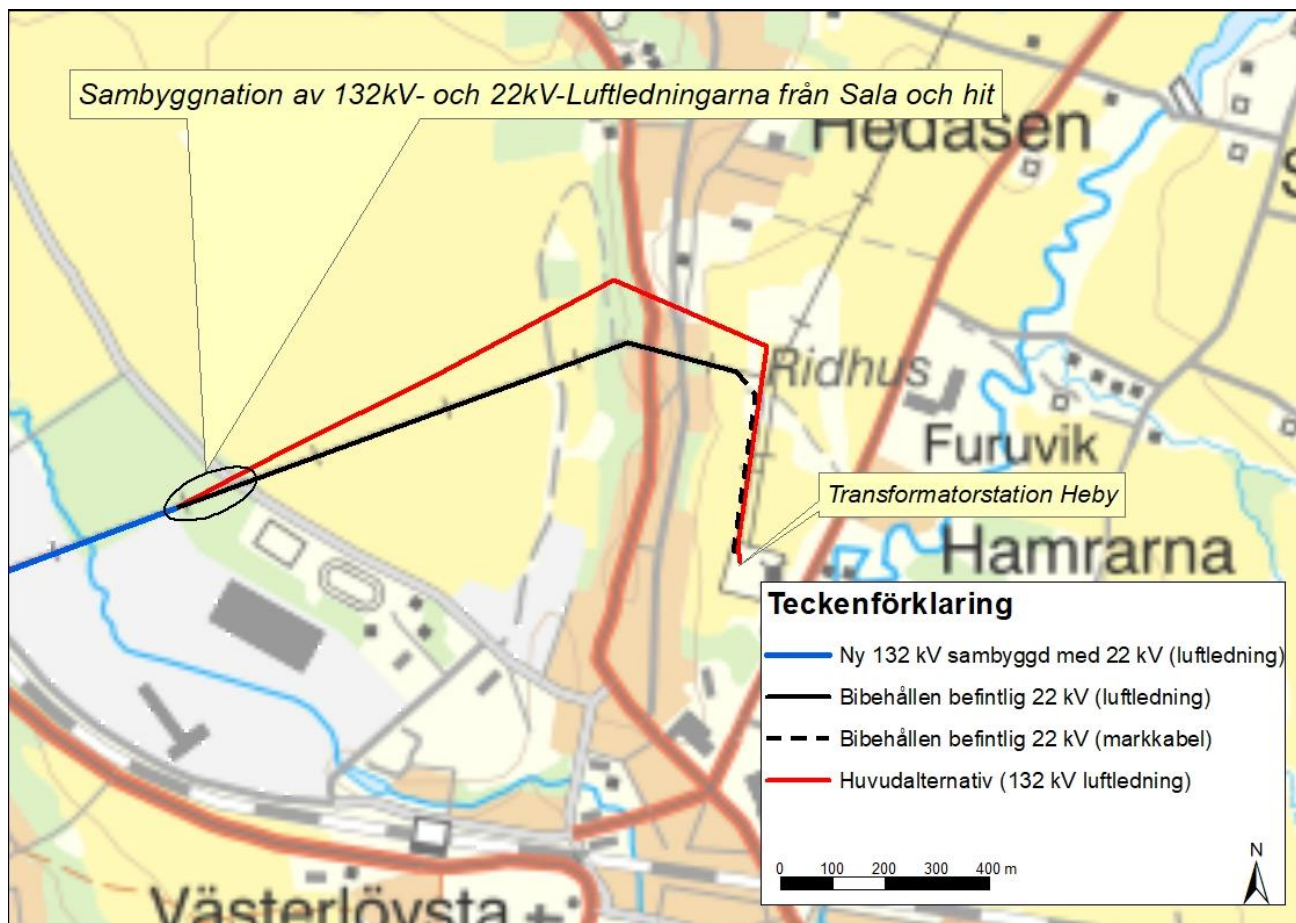 Sambyggnation av 132kV- och 22kV-Luftledningarna från Sala och hit
Hedåsen
Ridhus
Furuvik
Transformatorstation Heby
Hamrarna
Teckenförklaring
Ny 132 kV sambyggd med 22 kV (luftledning)
Bibehållen befintlig 22 kV (luftledning)
Bibehållen befintlig 22 kV (markkabel)
Huvudalternativ (132 kV luftledning)
0 100 200 300 400 m
N
Västerlövsta